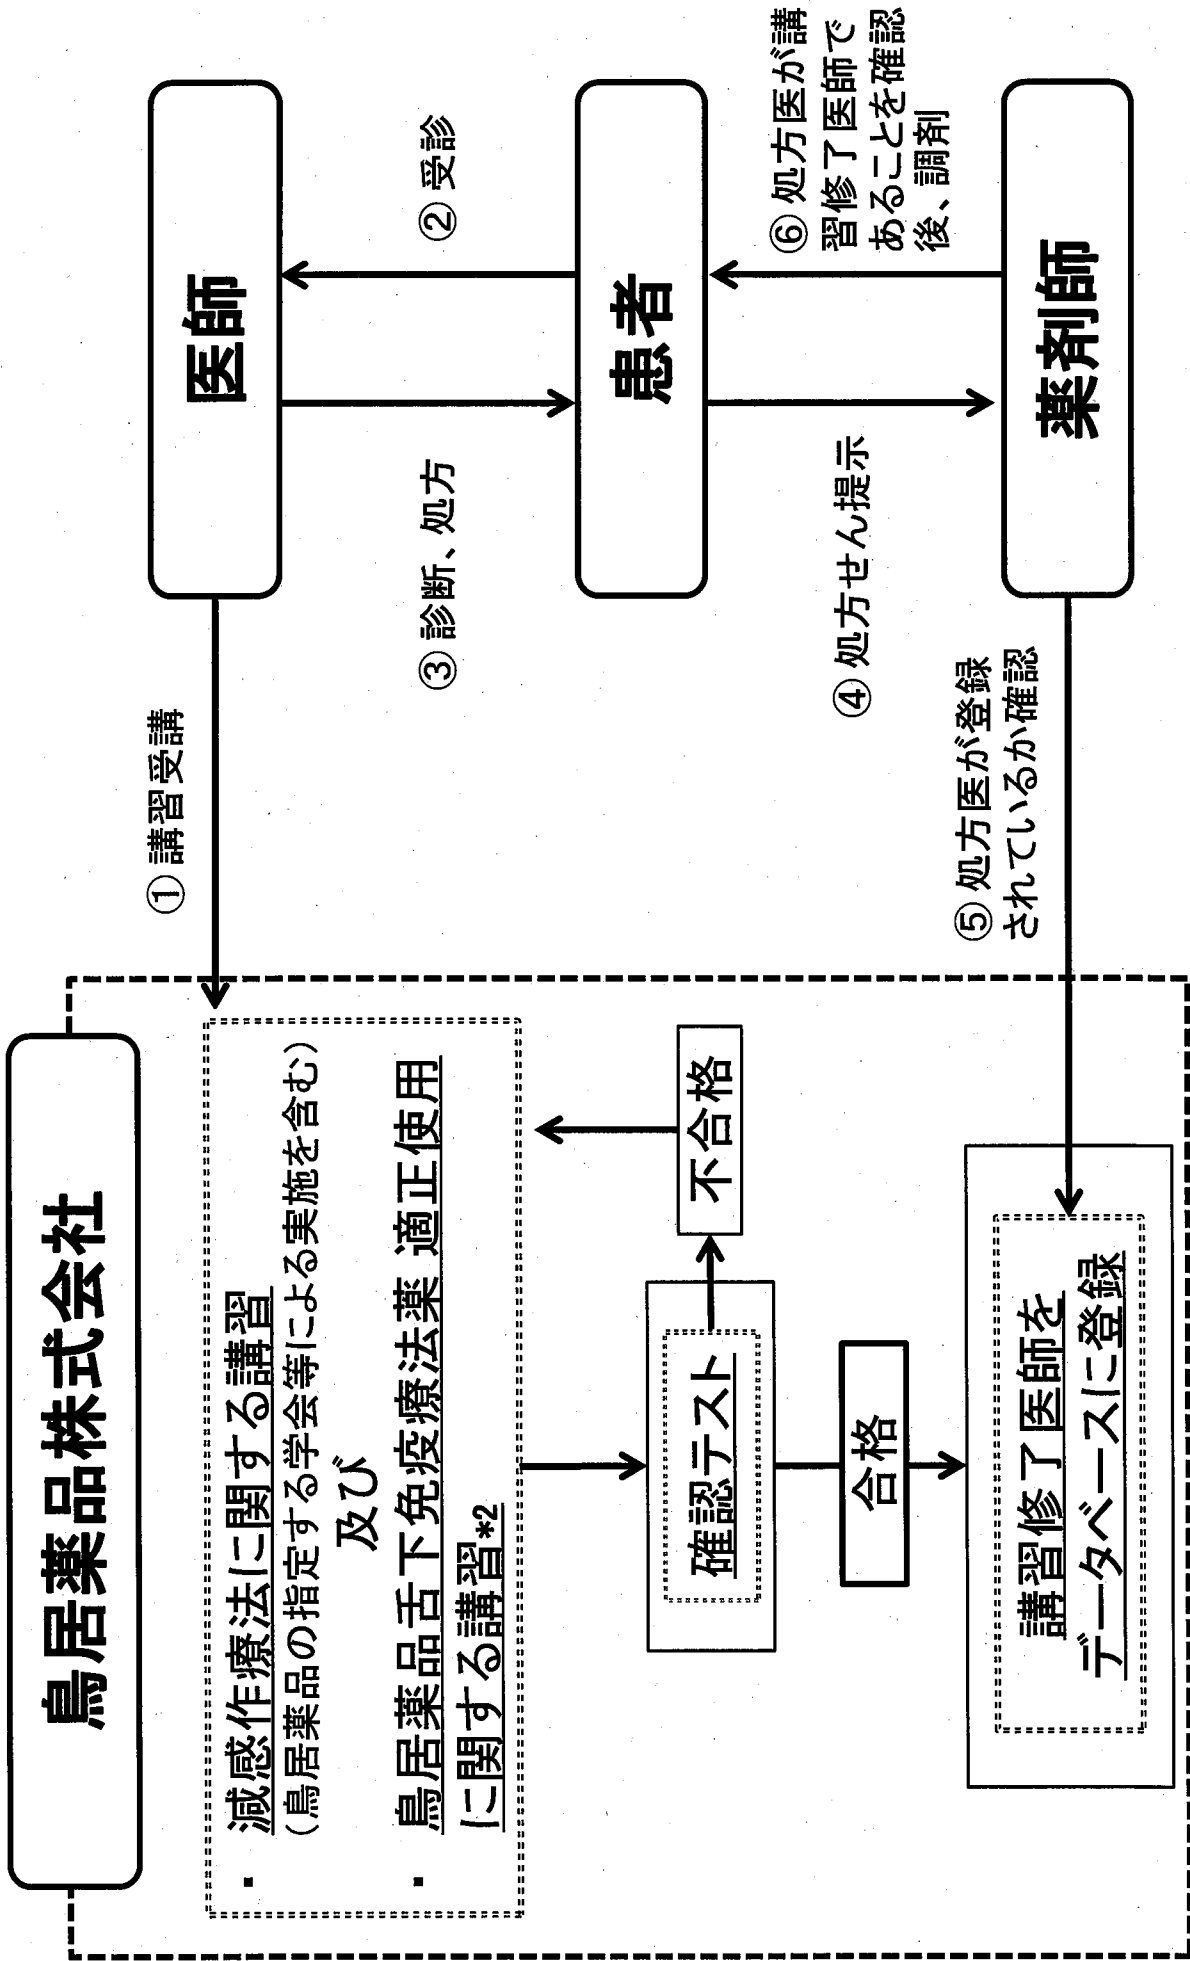 鳥居薬品株式会社
・ 減感作療法に関する講習
（鳥居薬品の指定する学会等による実施を含む）
及び
・ 鳥居薬品舌下免疫療法薬 適正使用
に関する講習*2
確認テスト
不合格
合格
講習修了医師を
データベースに登録
① 講習受講
医師
② 受診
③ 診断、処方
患者
④ 処方せん提示
⑤ 処方医が登録
されているか確認
⑥ 処方医が講
習修了医師で
あることを確認
後、調剤
薬剤師